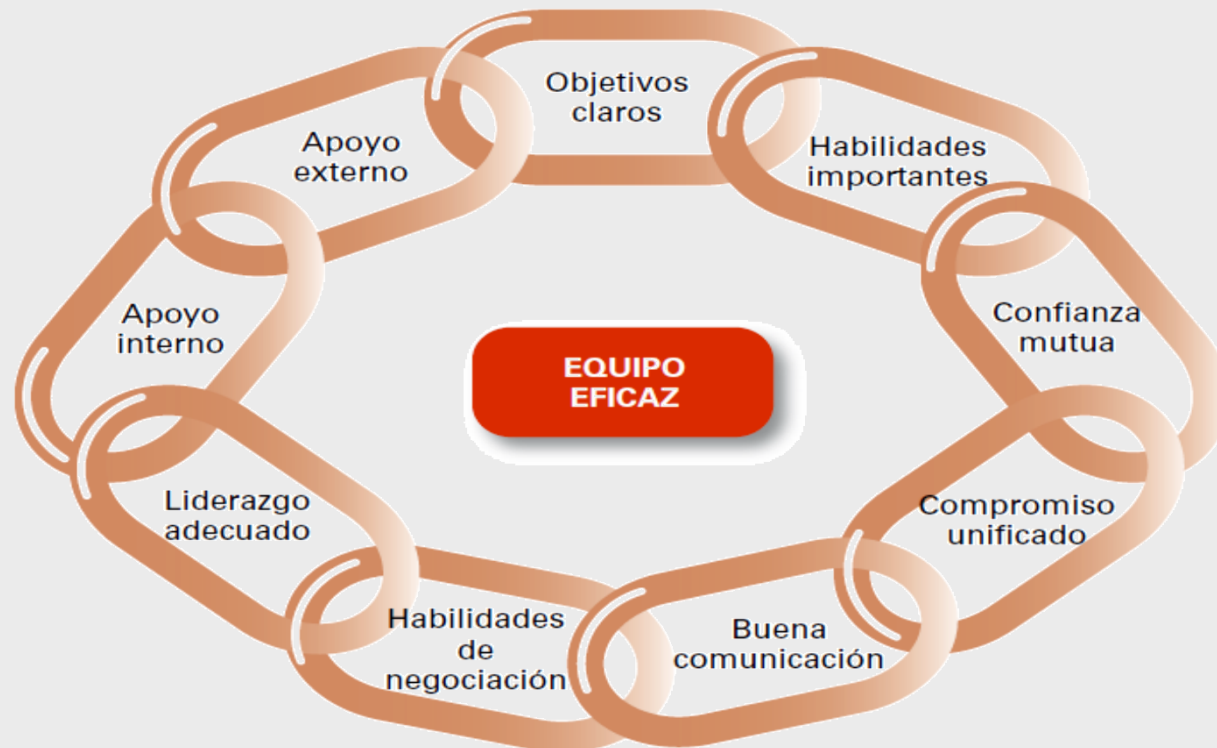 Objetivos
claros
Habilidades
importantes
Confianza
mutua
Compromiso
unificado
Buena
comunicación
Habilidades
de
negociación
Liderazgo
adecuado
Apoyo
interno
Apoyo
externo
EQUIPO
EFICAZ